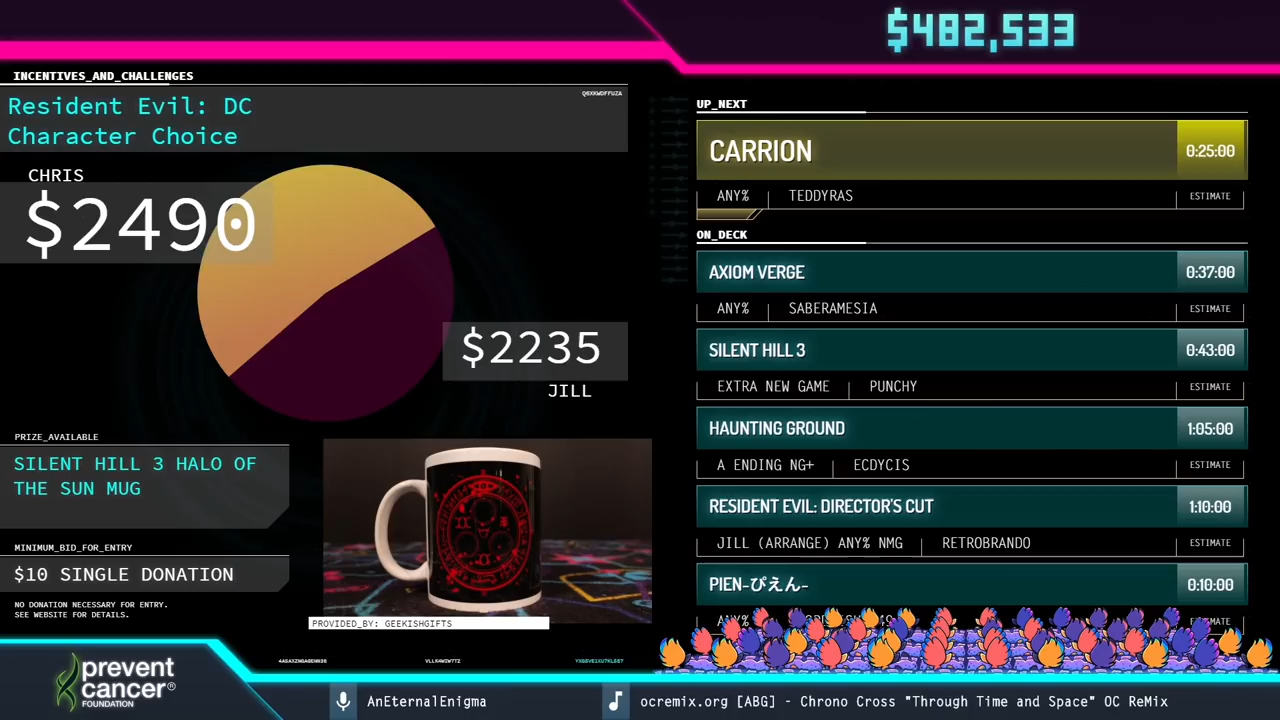 $482,533
INCENTIVES_AND_CHALLENGES
Resident Evil: DC
Character Choice
CHRIS
$2490
$2235
JILL
PRIZE_AVAILABLE
SILENT HILL 3 HALO OF
THE SUN MUG
MINIMUM_BID_FOR_ENTRY
$10 SINGLE DONATION
NO DONATION NECESSARY FOR ENTRY.
SEE WEBSITE FOR DETAILS.
PROVIDED_BY: GEEKISHGIFTS
UP_NEXT
CARRION 0:25:00
ANY% TEDDYRAS ESTIMATE
ON_DECK
AXIOM VERGE 0:37:00
ANY% SABERAMESIA ESTIMATE
SILENT HILL 3 0:43:00
EXTRA NEW GAME PUNCHY ESTIMATE
HAUNTING GROUND 1:05:00
A ENDING NG+ ECDYCIS ESTIMATE
RESIDENT EVIL: DIRECTOR'S CUT 1:10:00
JILL (ARRANGE) ANY% NMG RETROBRANDO ESTIMATE
PIEN-ぴえん- 0:10:00
ANY%
prevent
cancer®
FOUNDATION
AnEternalEnigma
ocremix.org [ABG] - Chrono Cross "Through Time and Space" OC ReMix